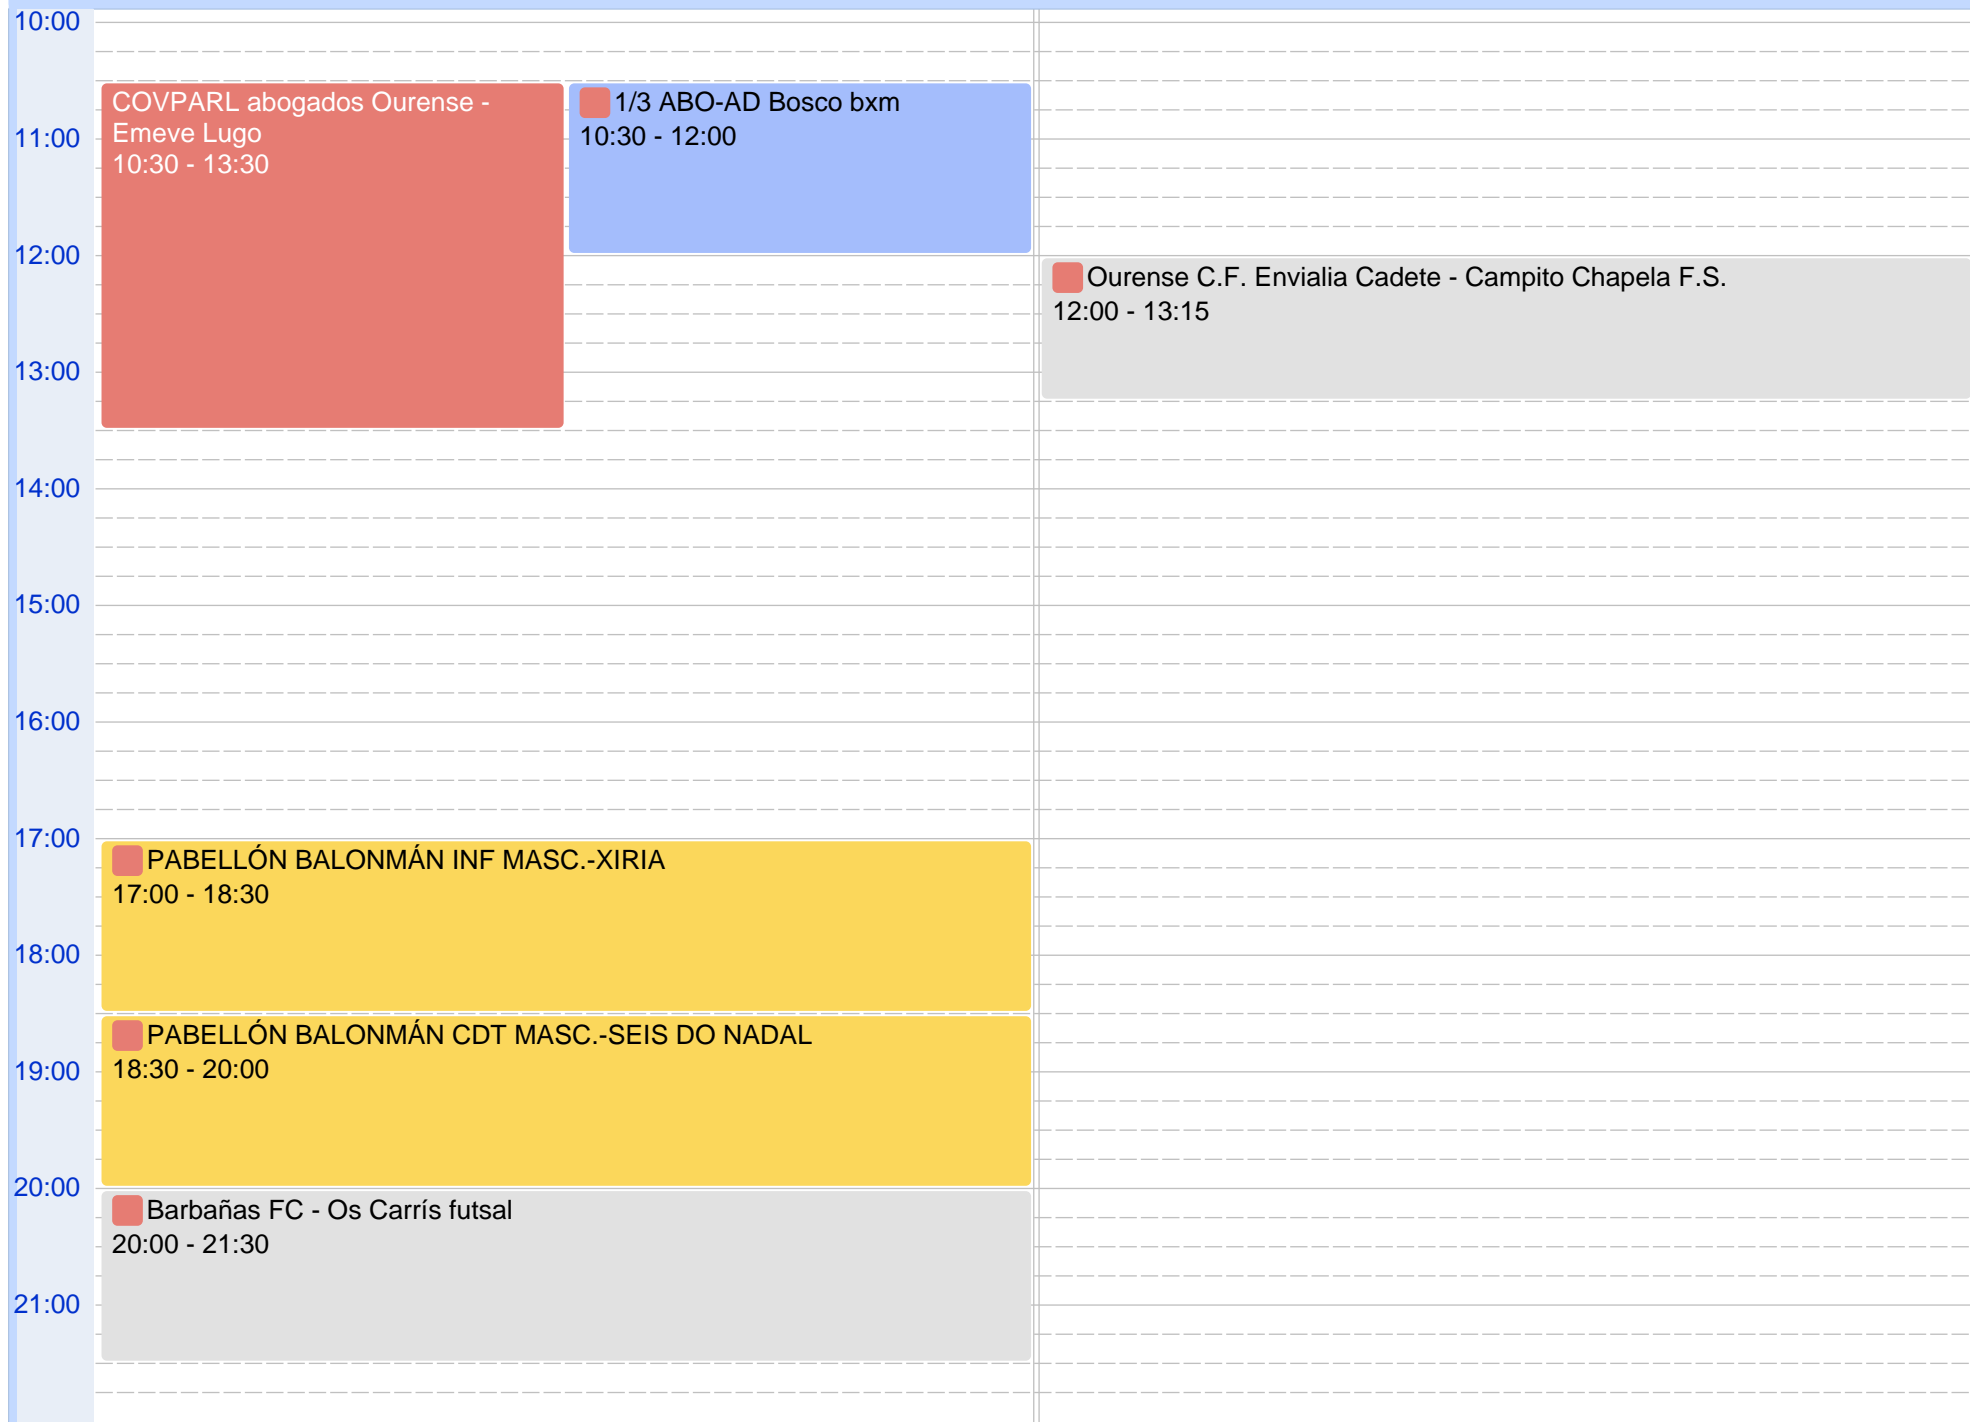 10:00
COVPARL abogados Ourense -
Emeve Lugo
10:30 - 13:30
1/3 ABO-AD Bosco bxm
10:30 - 12:00
11:00
12:00
Ourense C.F. Envialia Cadete - Campito Chapela F.S.
12:00 - 13:15
13:00
14:00
15:00
16:00
17:00
PABELLÓN BALONMÁN INF MASC.-XIRIA
17:00 - 18:30
18:00
PABELLÓN BALONMÁN CDT MASC.-SEIS DO NADAL
18:30 - 20:00
19:00
20:00
Barbañas FC - Os Carrís futsal
20:00 - 21:30
21:00